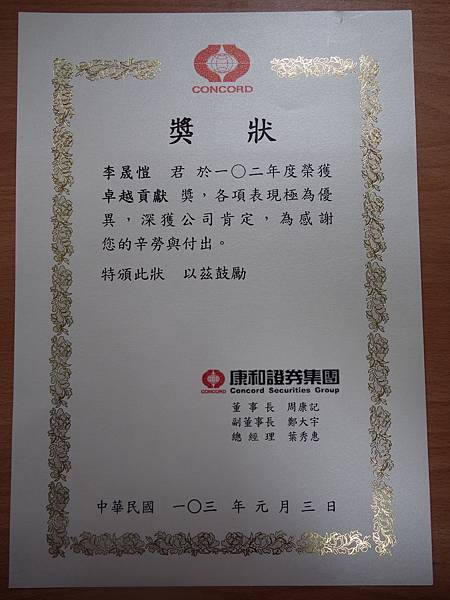 CONCORD
獎 狀
李晟愷 君 於一〇二年度榮獲
卓越貢獻 獎，各項表現極為優
異，深獲公司肯定，為感謝
您的辛勞與付出。
特頒此狀 以茲鼓勵
康和證券集團
CONCORD Concord Securities Group
董 事 長 周康記
副董事長 鄭大宇
總 經 理 葉秀惠
中華民國 一〇三 年 元 月 三 日